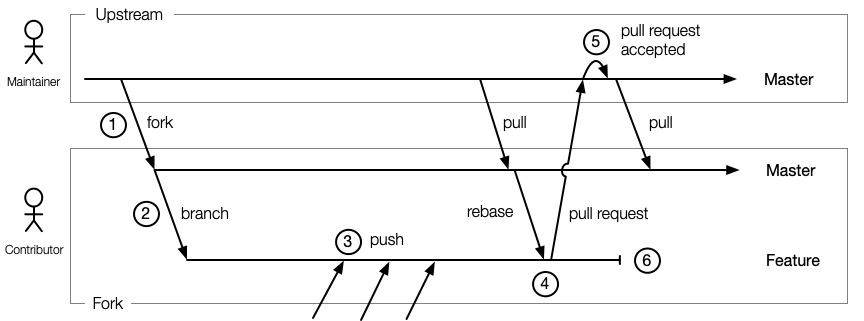 Upstream
5
pull request
accepted
Maintainer
Master
1
fork
pull
pull
Master
2
branch
rebase
pull request
Contributor
3
push
6
Feature
4
Fork